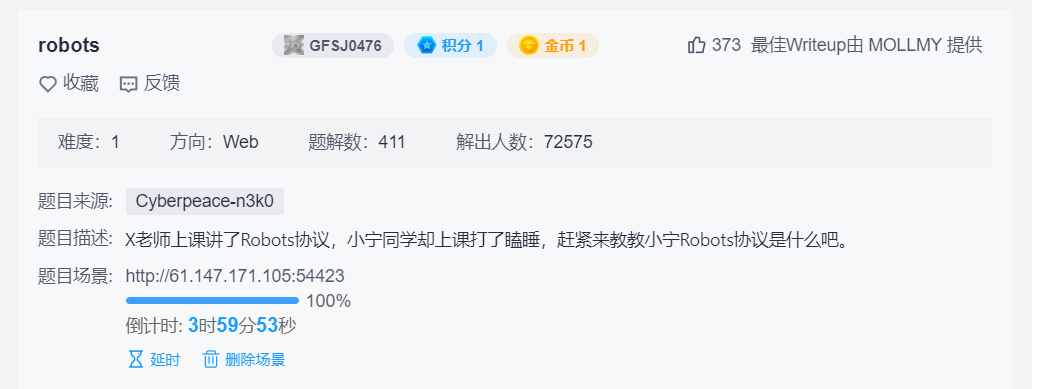 robots GFSJ0476 积分 1 金币 1 373 最佳Writeup由 MOLLMY 提供
收藏 反馈
难度：1 方向：Web 题解数：411 解出人数：72575
题目来源: Cyberpeace-n3k0
题目描述: X老师上课讲了Robots协议，小宁同学却上课打了瞌睡，赶紧来教教小宁Robots协议是什么吧。
题目场景: http://61.147.171.105:54423
100%
倒计时: 3时59分53秒
延时 删除场景